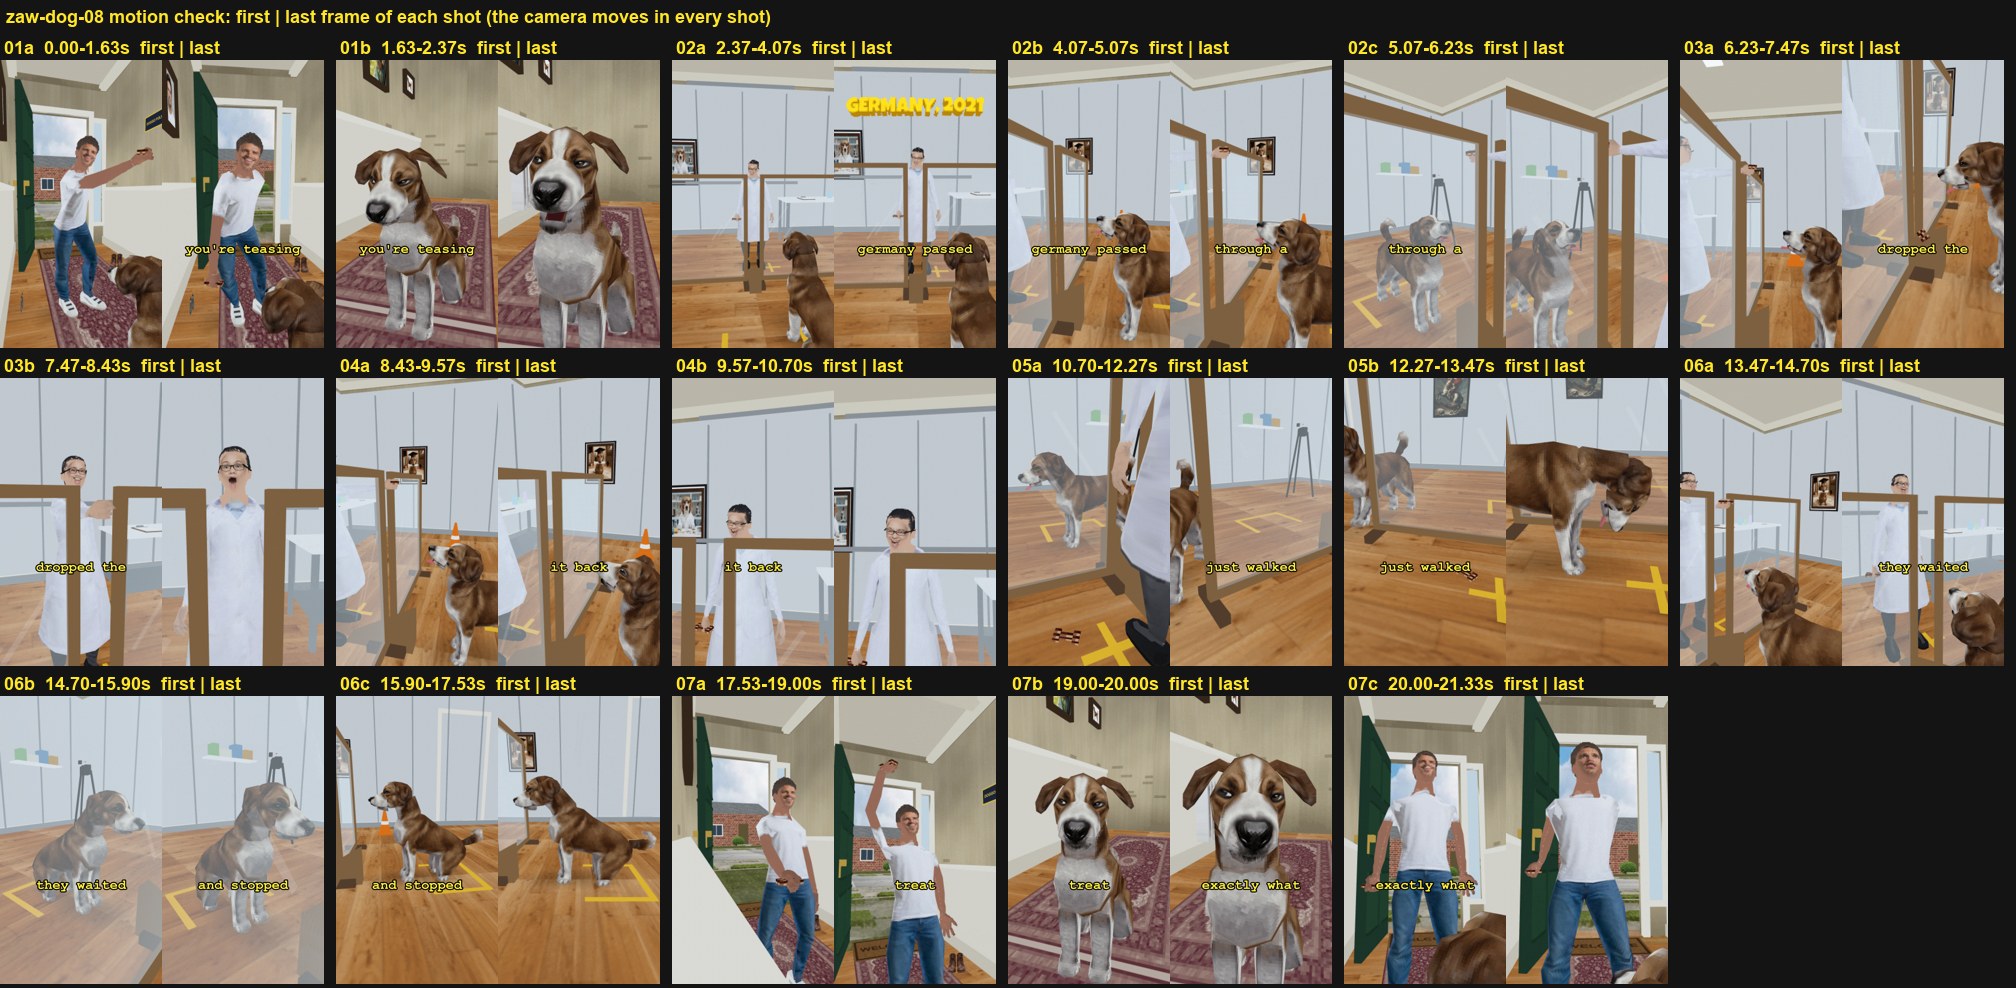 zaw-dog-08 motion check: first | last frame of each shot (the camera moves in every shot)
01a 0.00-1.63s first | last
01b 1.63-2.37s first | last
02a 2.37-4.07s first | last
02b 4.07-5.07s first | last
02c 5.07-6.23s first | last
03a 6.23-7.47s first | last
GERMANY, 2021
you're teasing
you're teasing
germany passed
germany passed
through a
through a
dropped the
03b 7.47-8.43s first | last
04a 8.43-9.57s first | last
04b 9.57-10.70s first | last
05a 10.70-12.27s first | last
05b 12.27-13.47s first | last
06a 13.47-14.70s first | last
dropped the
it back
it back
just walked
just walked
they waited
06b 14.70-15.90s first | last
06c 15.90-17.53s first | last
07a 17.53-19.00s first | last
07b 19.00-20.00s first | last
07c 20.00-21.33s first | last
they waited
and stopped
and stopped
treat
treat
exactly what
exactly what